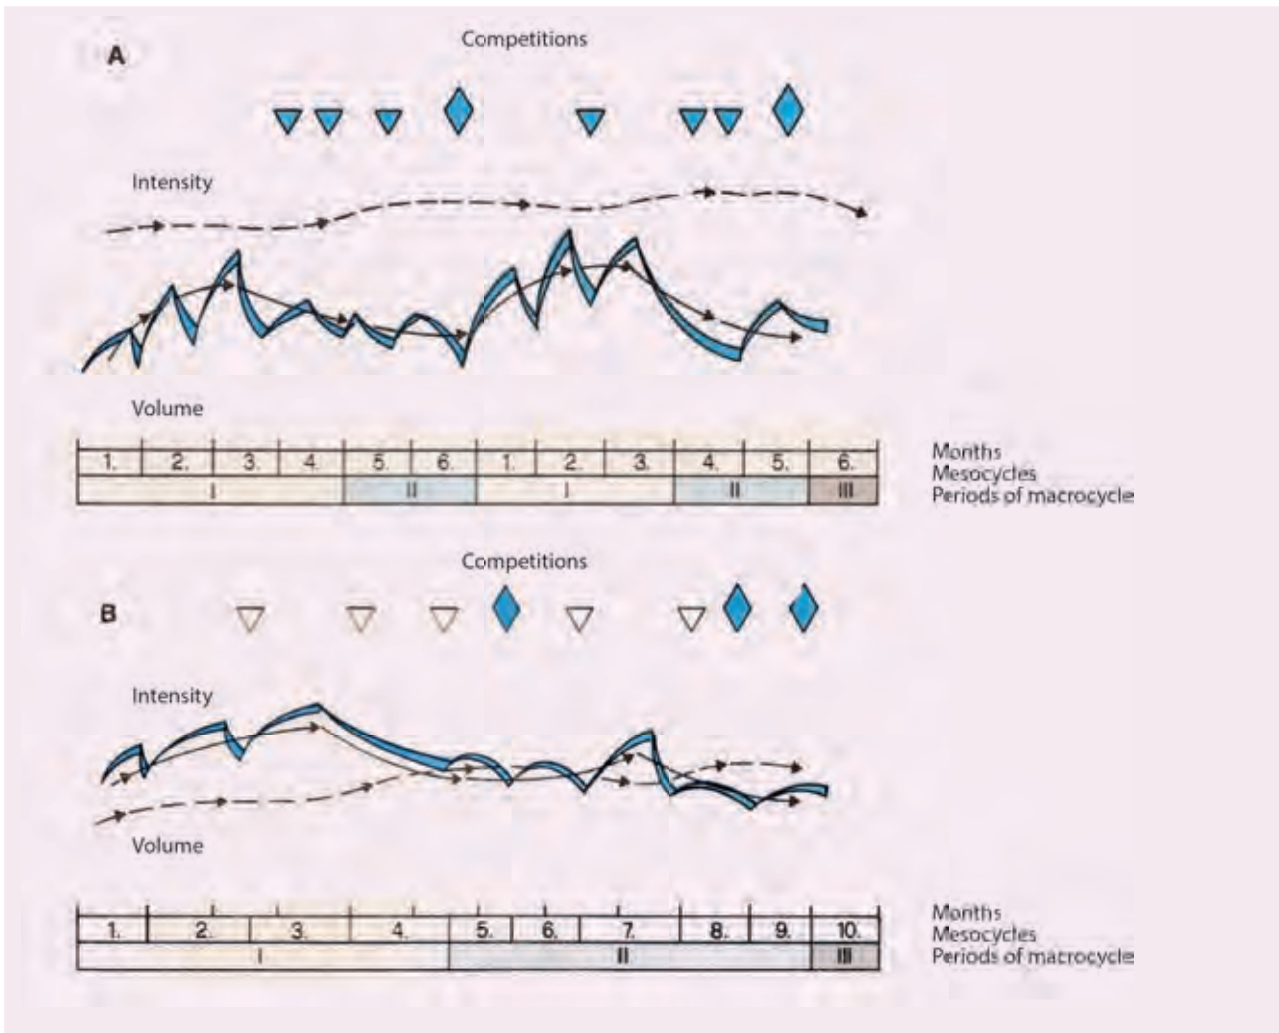 A
Competitions
Intensity
Volume
1. 2. 3. 4. 5. 6. 1. 2. 3. 4. 5. 6.
I II I II III
Months
Mesocycles
Periods of macrocycle
Competitions
B
Intensity
Volume
1. 2. 3. 4. 5. 6. 7. 8. 9. 10.
I II III
Months
Mesocycles
Periods of macrocycle